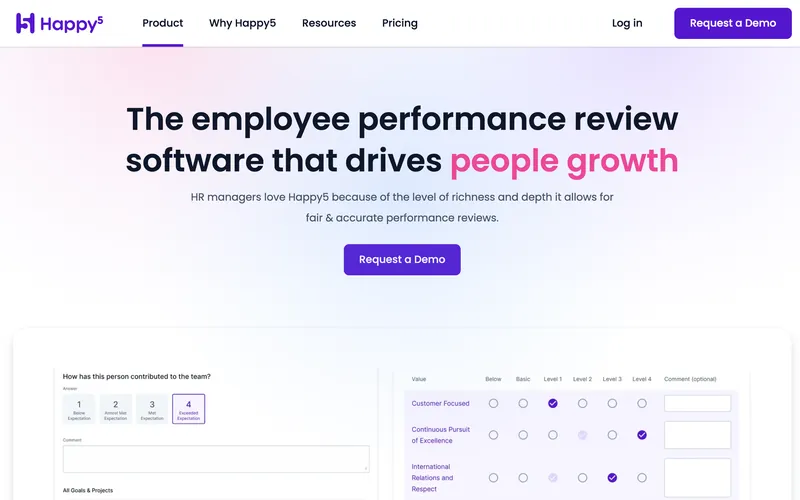 Happy5
Product
Why Happy5
Resources
Pricing
Log in
Request a Demo
The employee performance review
software that drives people growth
HR managers love Happy5 because of the level of richness and depth it allows for
fair & accurate performance reviews.
Request a Demo
How has this person contributed to the team?
Answer
1
Below
Expectation
2
Almost Met
Expectation
3
Met
Expectation
4
Exceeded
Expectation
Comment
All Goals & Projects
Value Below Basic Level 1 Level 2 Level 3 Level 4 Comment (optional)
Customer Focused
Continuous Pursuit
of Excellence
International
Relations and
Respect